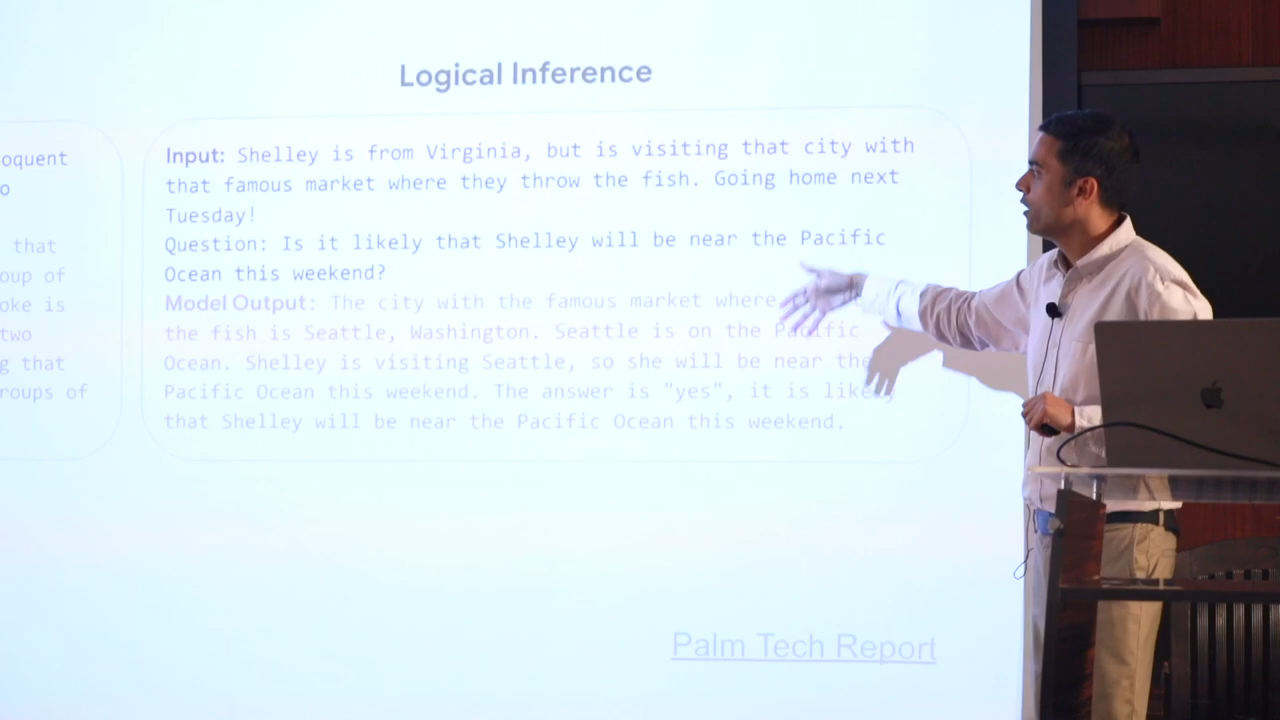 Logical Inference
oquent
o
that
oup of
oke is
two
g that
roups of
Input: Shelley is from Virginia, but is visiting that city with
that famous market where they throw the fish. Going home next
Tuesday!
Question: Is it likely that Shelley will be near the Pacific
Ocean this weekend?
Model Output: The city with the famous market where
the fish is Seattle, Washington. Seattle is on the Pacific
Ocean. Shelley is visiting Seattle, so she will be near the
Pacific Ocean this weekend. The answer is "yes", it is likely
that Shelley will be near the Pacific Ocean this weekend.
Palm Tech Report